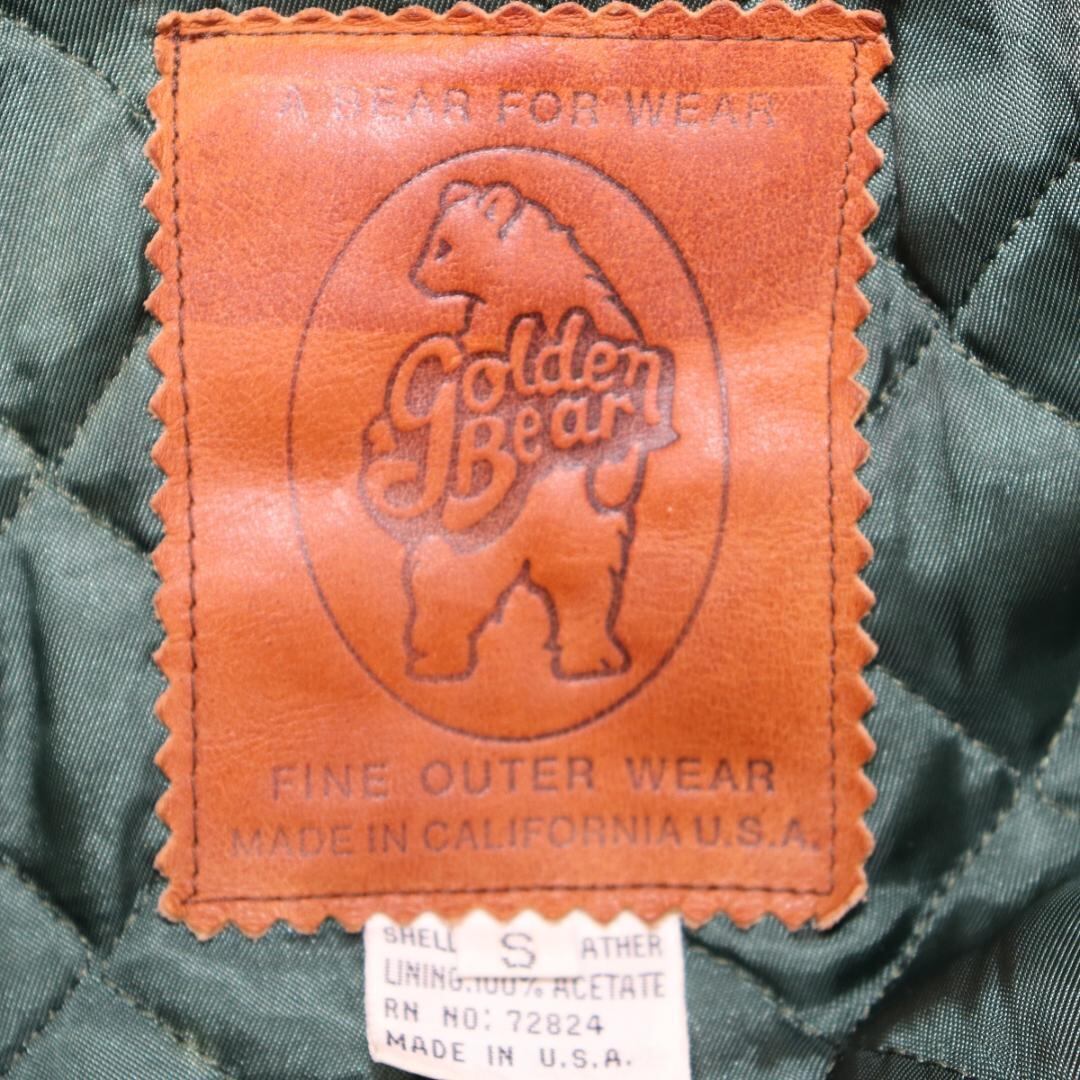 A BEAR FOR WEAR
Golden
Bear
FINE OUTER WEAR
MADE IN CALIFORNIA U.S.A.
SHELL S ATHER
LINING:100% ACETATE
RN NO: 72824
MADE IN U.S.A.